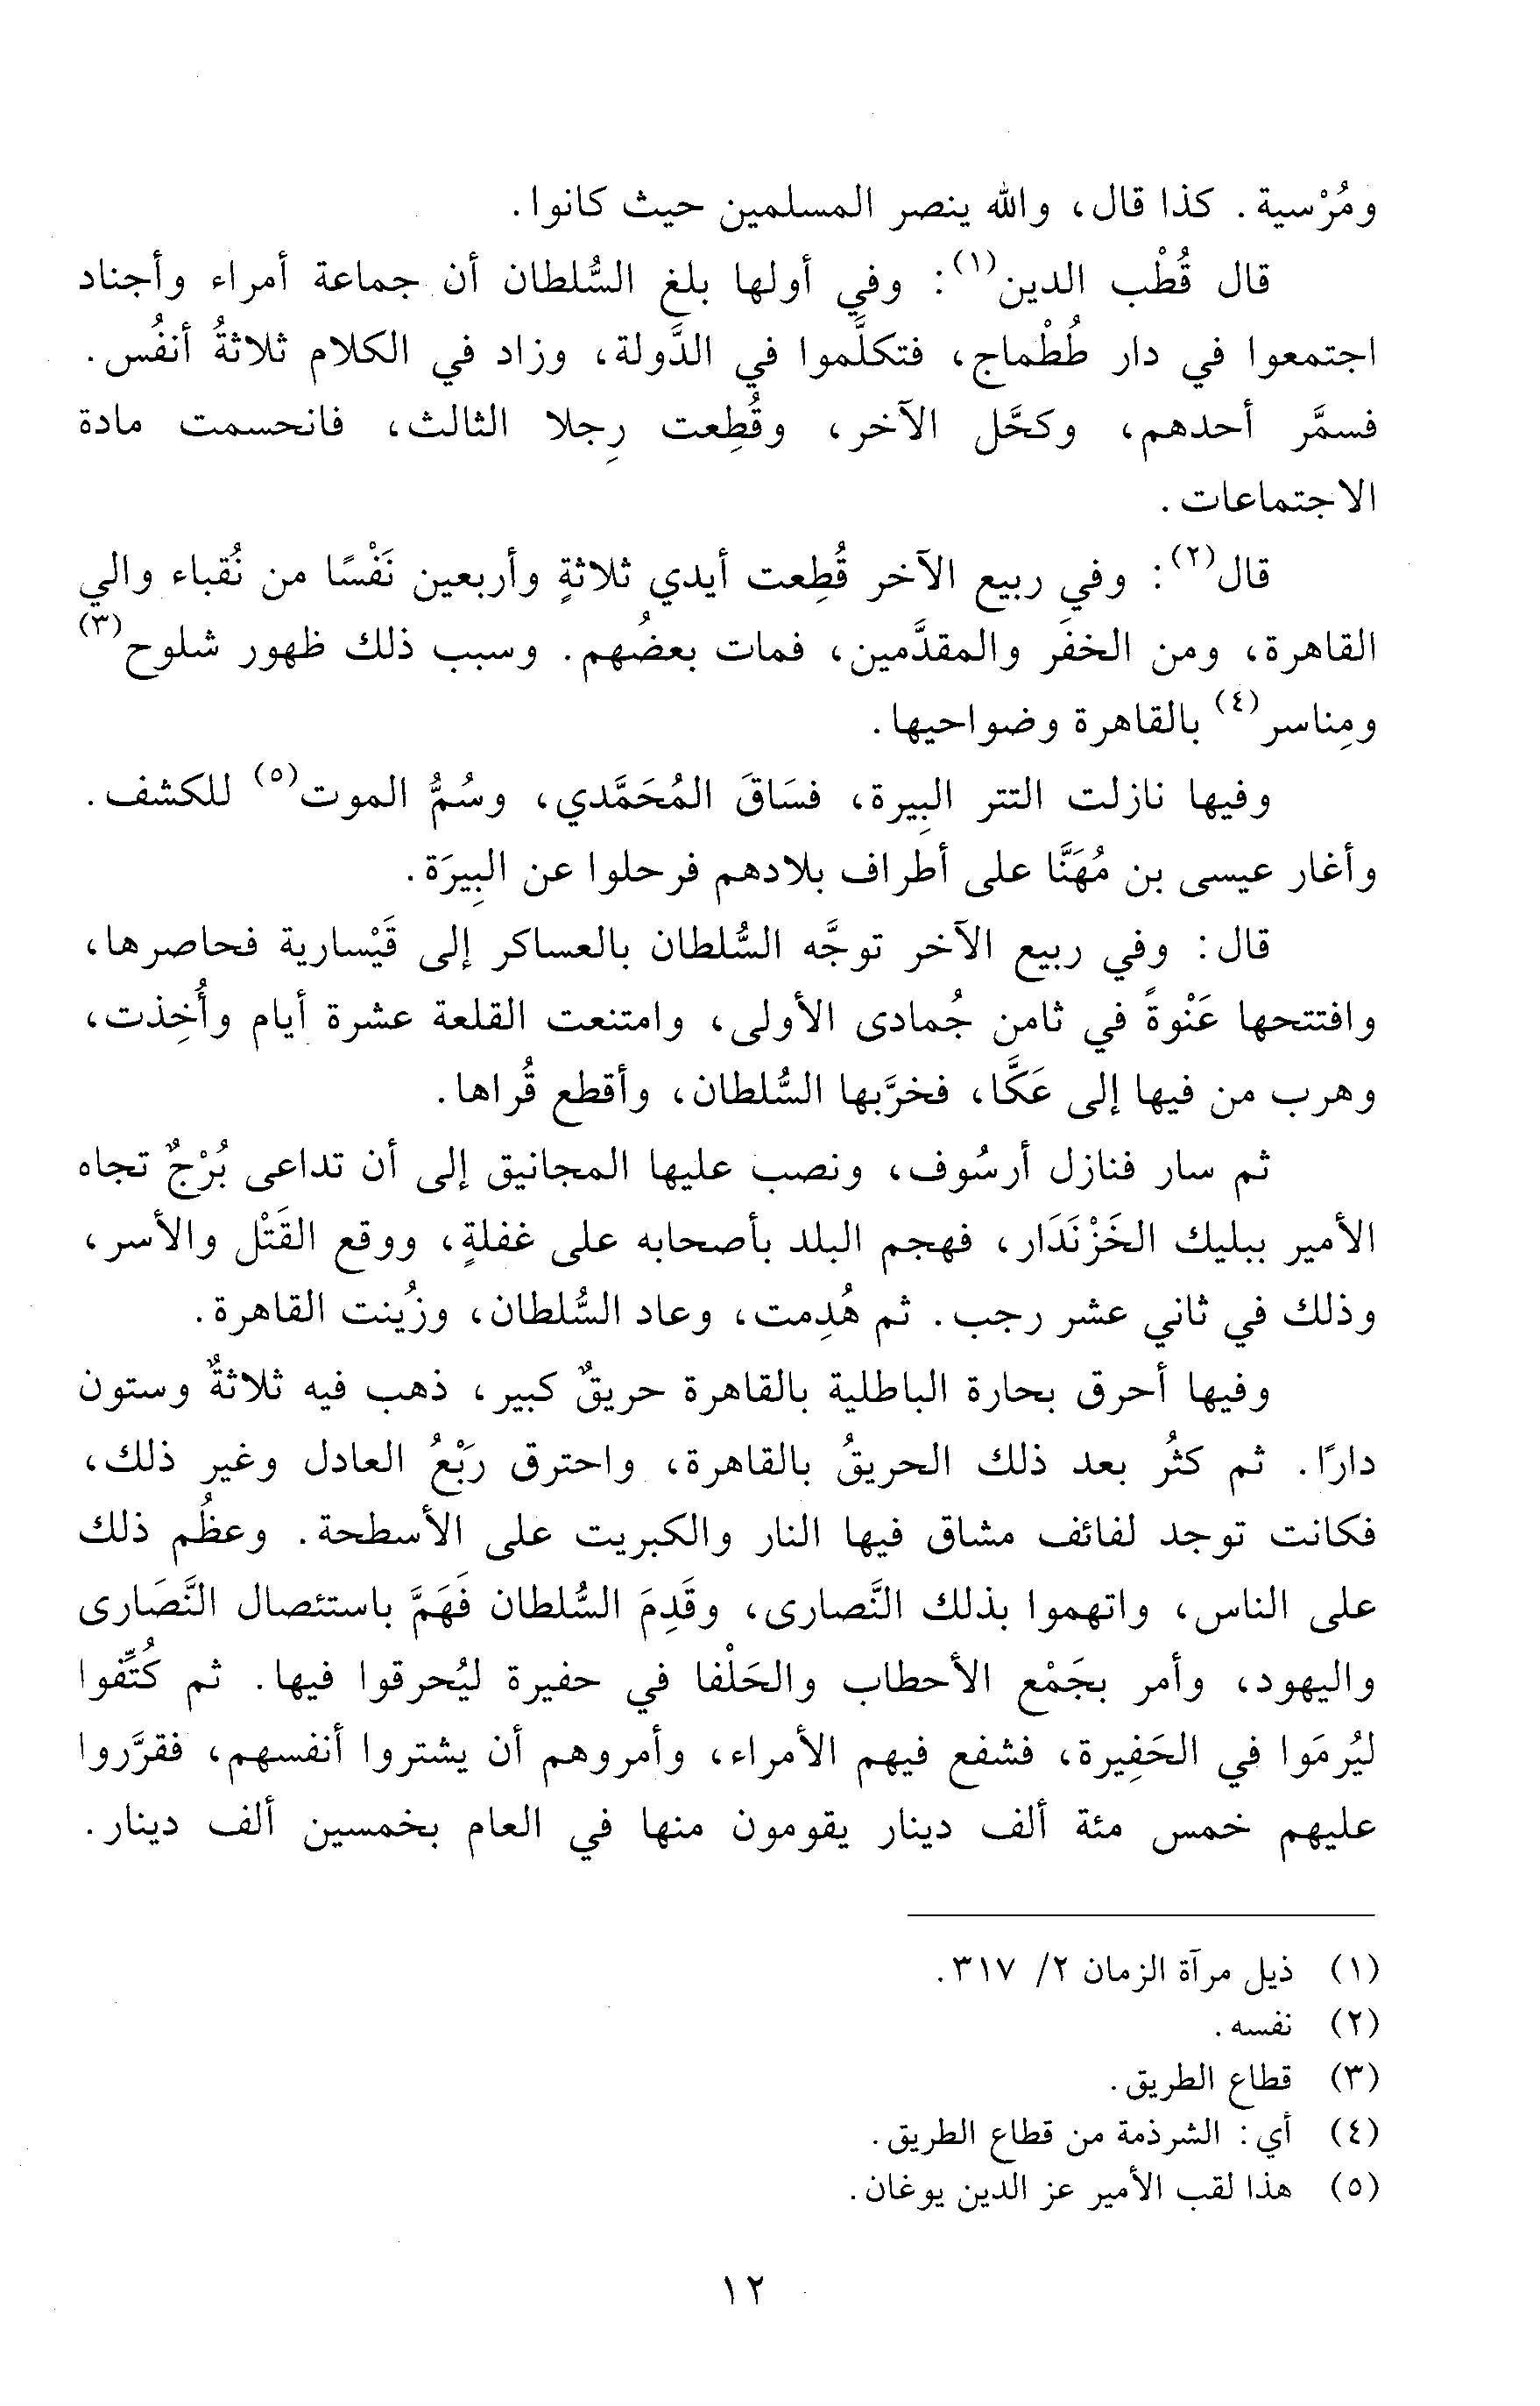 ومُرْسية. كذا قال، والله ينصر المسلمين حيث كانوا.
قال قُطْب الدين(١): وفي أولها بلغ السُّلطان أن جماعة أمراء وأجناد
اجتمعوا في دار طُطْماج، فتكلَّموا في الدَّولة، وزاد في الكلام ثلاثةُ أنفُس.
فسمَّر أحدهم، وكحَّل الآخر، وقُطِعت رِجلا الثالث، فانحسمت مادة
الاجتماعات.
قال(٢): وفي ربيع الآخر قُطِعت أيدي ثلاثةٍ وأربعين نَفْسًا من نُقباء والي
القاهرة، ومن الخفَر والمقدَّمين، فمات بعضُهم. وسبب ذلك ظهور شلوح(٣)
ومِناسر(٤) بالقاهرة وضواحيها.
وفيها نازلت التتر البِيرة، فسَاقَ المُحَمَّدي، وسُمُّ الموت(٥) للكشف.
وأغار عيسى بن مُهَنَّا على أطراف بلادهم فرحلوا عن البِيرَة.
قال: وفي ربيع الآخر توجَّه السُّلطان بالعساكر إلى قَيْسارية فحاصرها،
وافتتحها عَنْوةً في ثامن جُمادى الأولى، وامتنعت القلعة عشرة أيام وأُخِذت،
وهرب من فيها إلى عَكَّا، فخرَّبها السُّلطان، وأقطع قُراها.
ثم سار فنازل أرسُوف، ونصب عليها المجانيق إلى أن تداعى بُرْجٌ تجاه
الأمير ببليك الخَزْنَدَار، فهجم البلد بأصحابه على غفلةٍ، ووقع القَتْل والأسر،
وذلك في ثاني عشر رجب. ثم هُدِمت، وعاد السُّلطان، وزُينت القاهرة.
وفيها أحرق بحارة الباطلية بالقاهرة حريقٌ كبير، ذهب فيه ثلاثةٌ وستون
دارًا. ثم كثُر بعد ذلك الحريقُ بالقاهرة، واحترق رَبْعُ العادل وغير ذلك،
فكانت توجد لفائف مشاق فيها النار والكبريت على الأسطحة. وعظُم ذلك
على الناس، واتهموا بذلك النَّصارى، وقَدِمَ السُّلطان فَهَمَّ باستئصال النَّصَارى
واليهود، وأمر بجَمْع الأحطاب والحَلْفا في حفيرة ليُحرقوا فيها. ثم كُتِّفوا
ليُرمَوا في الحَفِيرة، فشفع فيهم الأمراء، وأمروهم أن يشتروا أنفسهم، فقرَّروا
عليهم خمس مئة ألف دينار يقومون منها في العام بخمسين ألف دينار.
(١) ذيل مرآة الزمان ٢/ ٣١٧.
(٢) نفسه.
(٣) قطاع الطريق.
(٤) أي: الشرذمة من قطاع الطريق.
(٥) هذا لقب الأمير عز الدين يوغان.
١٢